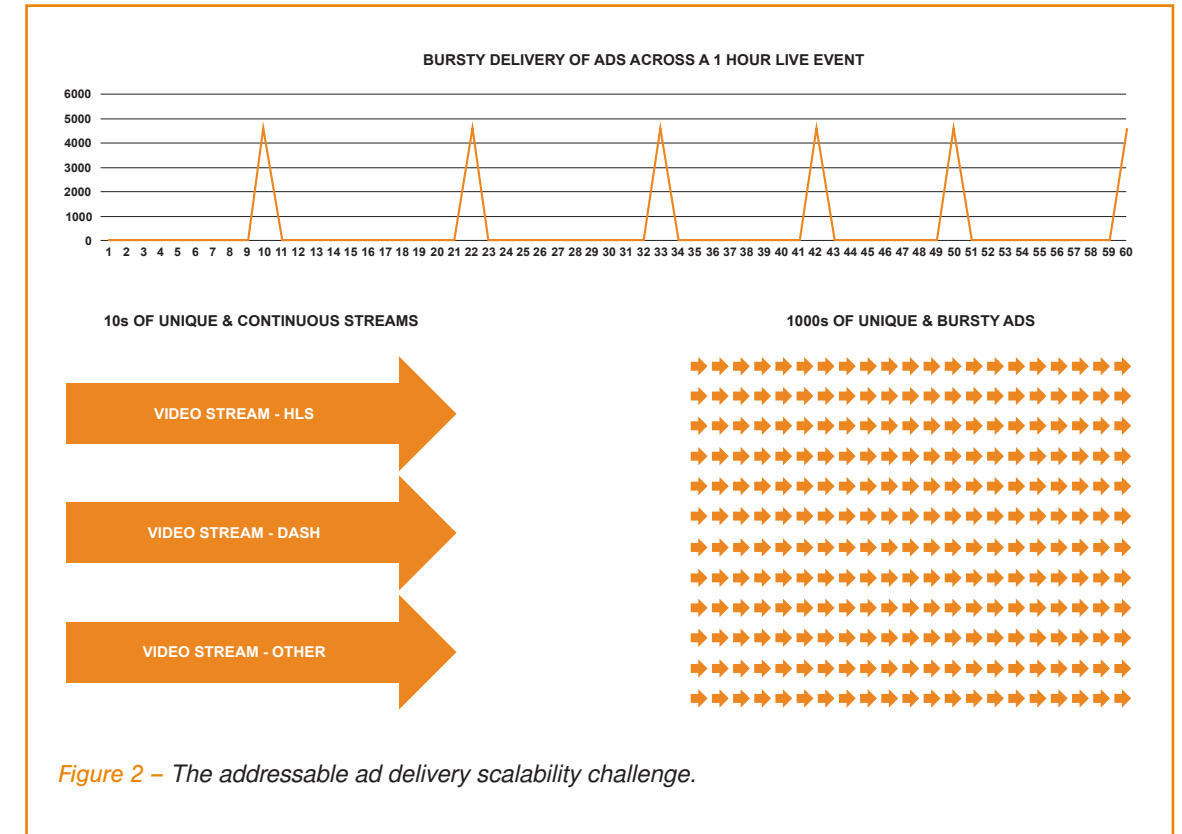 BURSTY DELIVERY OF ADS ACROSS A 1 HOUR LIVE EVENT
6000
5000
4000
3000
2000
1000
0
1 2 3 4 5 6 7 8 9 10 11 12 13 14 15 16 17 18 19 20 21 22 23 24 25 26 27 28 29 30 31 32 33 34 35 36 37 38 39 40 41 42 43 44 45 46 47 48 49 50 51 52 53 54 55 56 57 58 59 60
10s OF UNIQUE & CONTINUOUS STREAMS
VIDEO STREAM - HLS
VIDEO STREAM - DASH
VIDEO STREAM - OTHER
1000s OF UNIQUE & BURSTY ADS
Figure 2 – The addressable ad delivery scalability challenge.